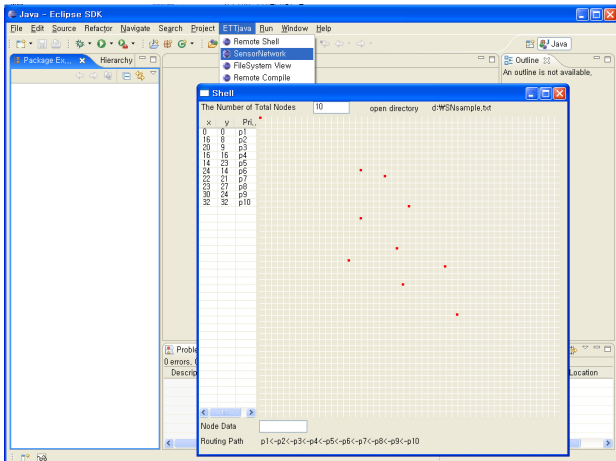 Java - Eclipse SDK
File Edit Source Refactor Navigate Search Project ETTjava Run Window Help
Remote Shell
SensorNetwork
FileSystem View
Remote Compile
Java
Package Ex...
Hierarchy
Outline
An outline is not available.
Shell
The Number of Total Nodes 10 open directory d:₩SNsample.txt
x y Pri..
0 0 p1
16 8 p2
20 9 p3
16 16 p4
14 23 p5
24 14 p6
22 21 p7
23 27 p8
30 24 p9
32 32 p10
Proble
0 errors, 0
Descrip
Location
Node Data
Routing Path p1<-p2<-p3<-p4<-p5<-p6<-p7<-p8<-p9<-p10